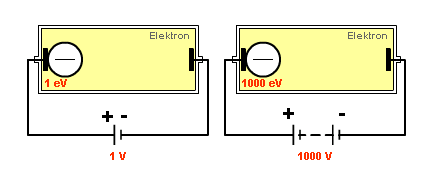 Elektron
1 eV
+ -
1 V
Elektron
1000 eV
+ -
1000 V